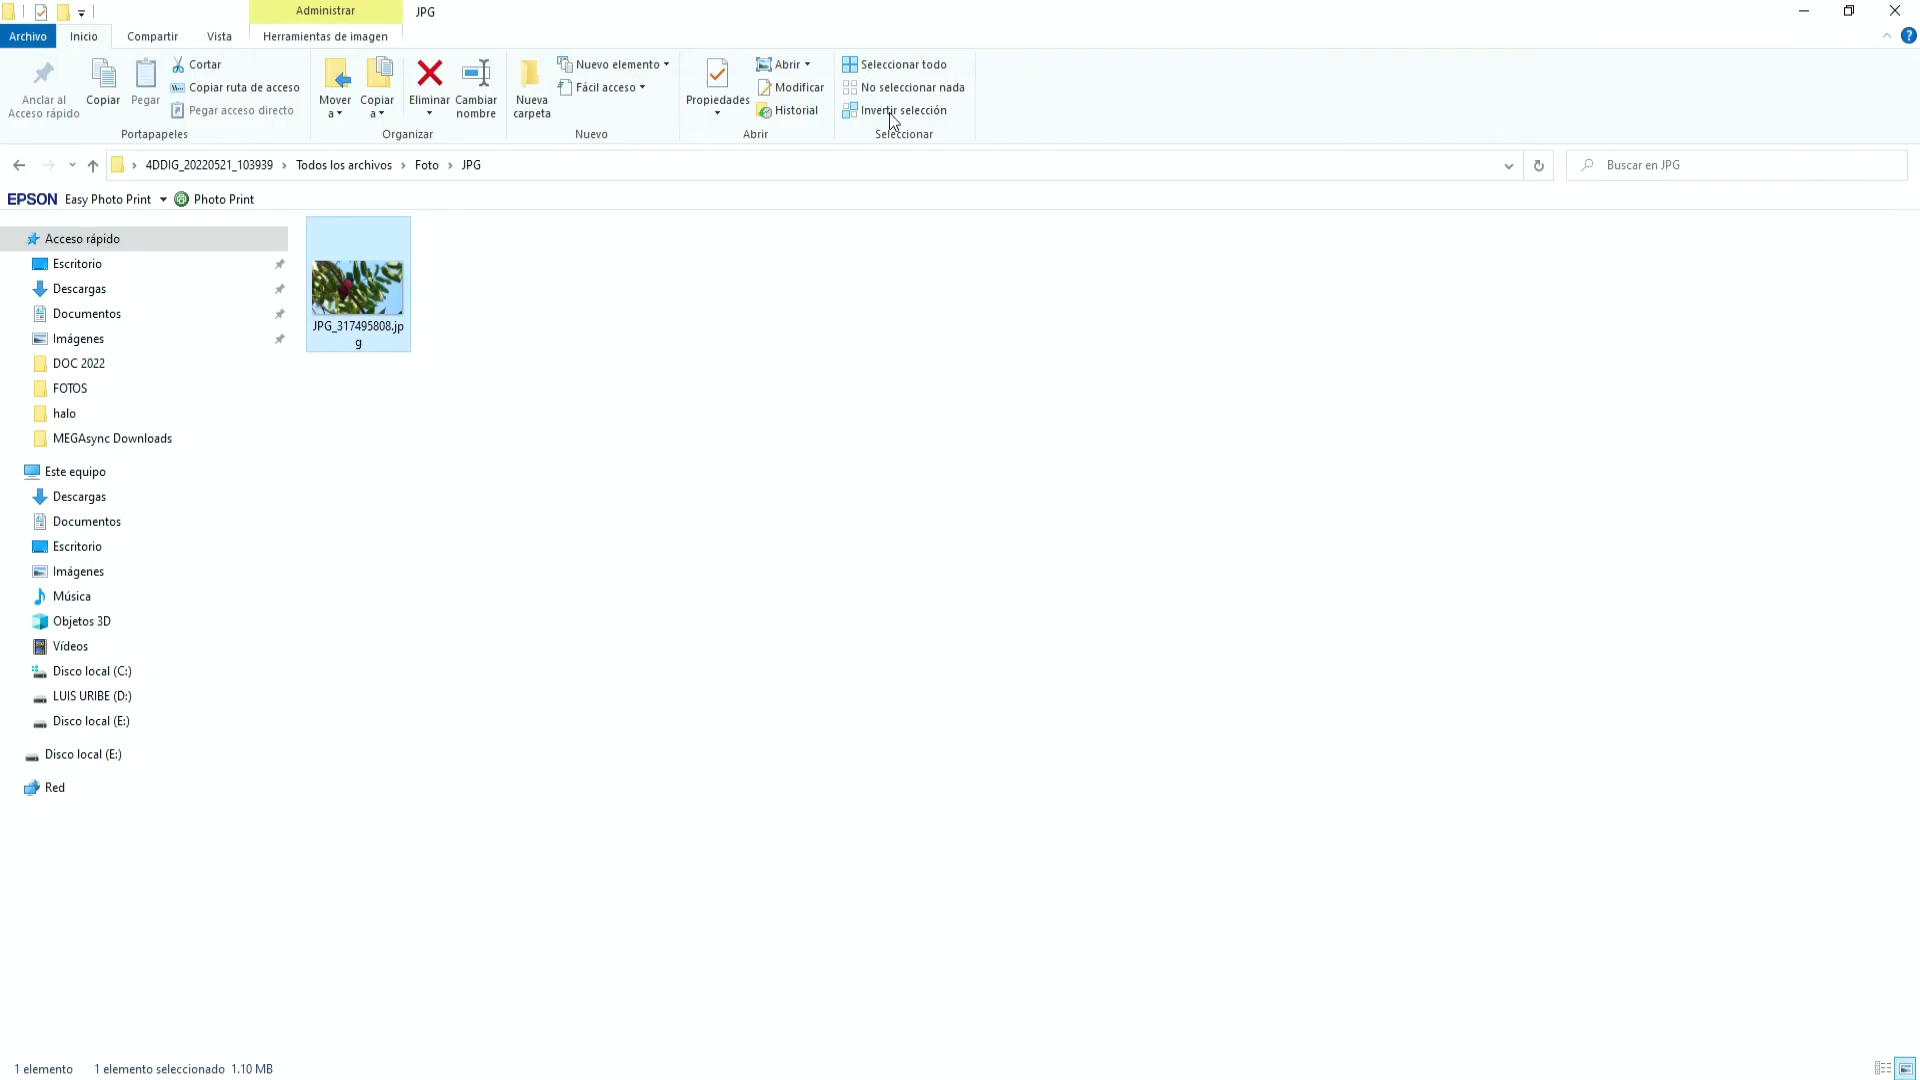 Administrar
JPG
Archivo
Inicio
Compartir
Vista
Herramientas de imagen
Anclar al
Acceso rápido
Copiar
Pegar
Cortar
Copiar ruta de acceso
Pegar acceso directo
Portapapeles
Mover
a
Copiar
a
Eliminar
Cambiar
nombre
Organizar
Nueva
carpeta
Nuevo elemento
Fácil acceso
Nuevo
Propiedades
Abrir
Modificar
Historial
Abrir
Seleccionar todo
No seleccionar nada
Invertir selección
Seleccionar
4DDIG_20220521_103939 › Todos los archivos › Foto › JPG
Buscar en JPG
EPSON Easy Photo Print
Photo Print
Acceso rápido
Escritorio
Descargas
Documentos
Imágenes
DOC 2022
FOTOS
halo
MEGAsync Downloads
Este equipo
Descargas
Documentos
Escritorio
Imágenes
Música
Objetos 3D
Vídeos
Disco local (C:)
LUIS URIBE (D:)
Disco local (E:)
Disco local (E:)
Red
JPG_317495808.jp
g
1 elemento
1 elemento seleccionado 1.10 MB